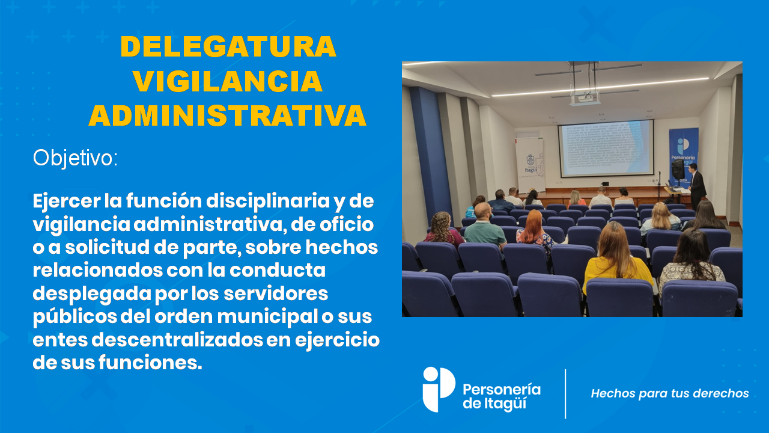 DELEGATURA
VIGILANCIA
ADMINISTRATIVA
Objetivo:
Ejercer la función disciplinaria y de
vigilancia administrativa, de oficio
o a solicitud de parte, sobre hechos
relacionados con la conducta
desplegada por los servidores
públicos del orden municipal o sus
entes descentralizados en ejercicio
de sus funciones.
Personería
Personería
de Itagüí
Hechos para tus derechos